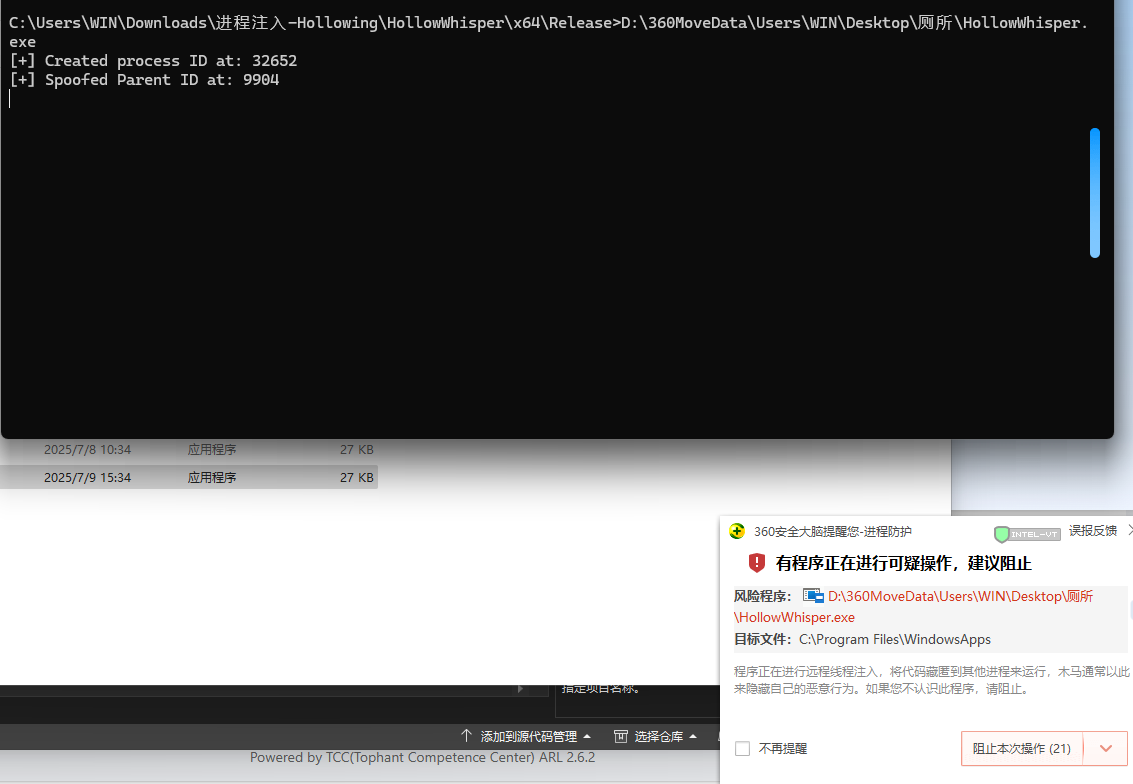 C:\Users\WIN\Downloads\进程注入-Hollowing\HollowWhisper\x64\Release>D:\360MoveData\Users\WIN\Desktop\厕所\HollowWhisper.
exe
[+] Created process ID at: 32652
[+] Spoofed Parent ID at: 9904
2025/7/8 10:34 应用程序 27 KB
2025/7/9 15:34 应用程序 27 KB
指定项目名称。
添加到源代码管理 选择仓库
Powered by TCC(Tophant Competence Center) ARL 2.6.2
360安全大脑提醒您-进程防护 INTEL-VT 误报反馈
有程序正在进行可疑操作，建议阻止
风险程序： D:\360MoveData\Users\WIN\Desktop\厕所
\HollowWhisper.exe
目标文件： C:\Program Files\WindowsApps
程序正在进行远程线程注入，将代码藏匿到其他进程来运行，木马通常以此
来隐藏自己的恶意行为。如果您不认识此程序，请阻止。
不再提醒 阻止本次操作 (21)